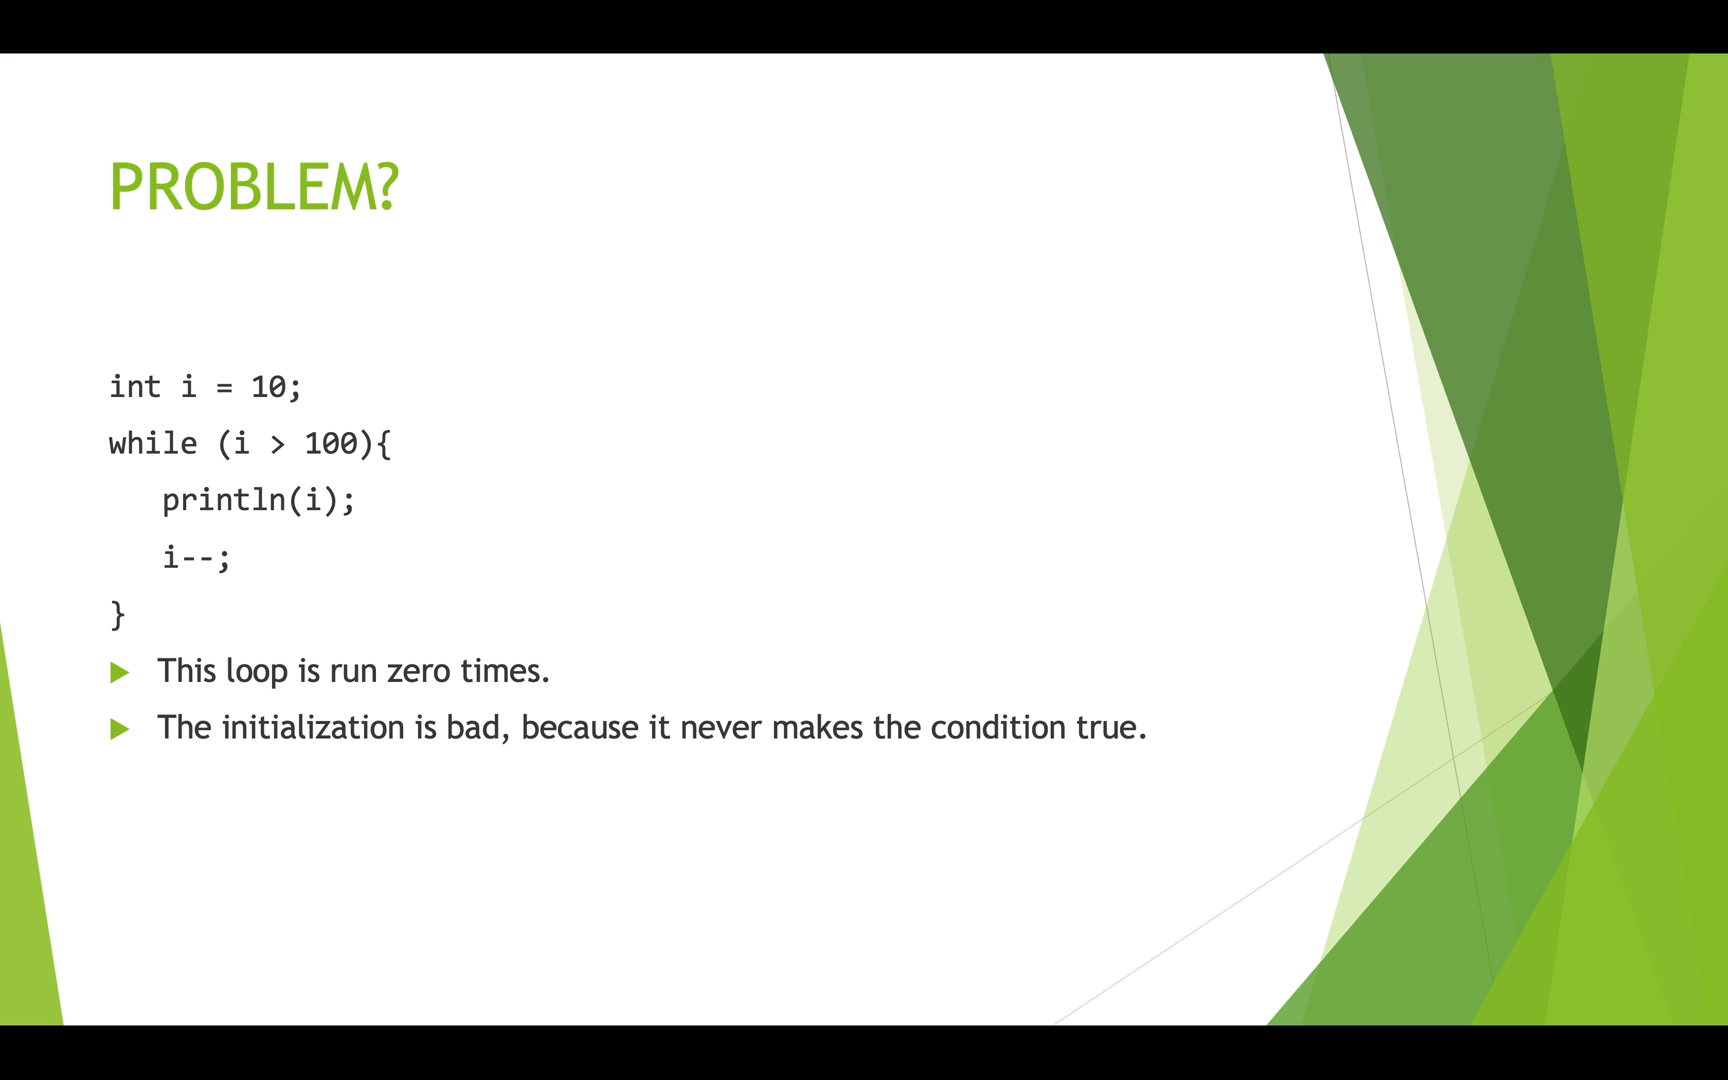 PROBLEM?
int i = 10;
while (i > 100){
   println(i);
   i--;
}
This loop is run zero times.
The initialization is bad, because it never makes the condition true.